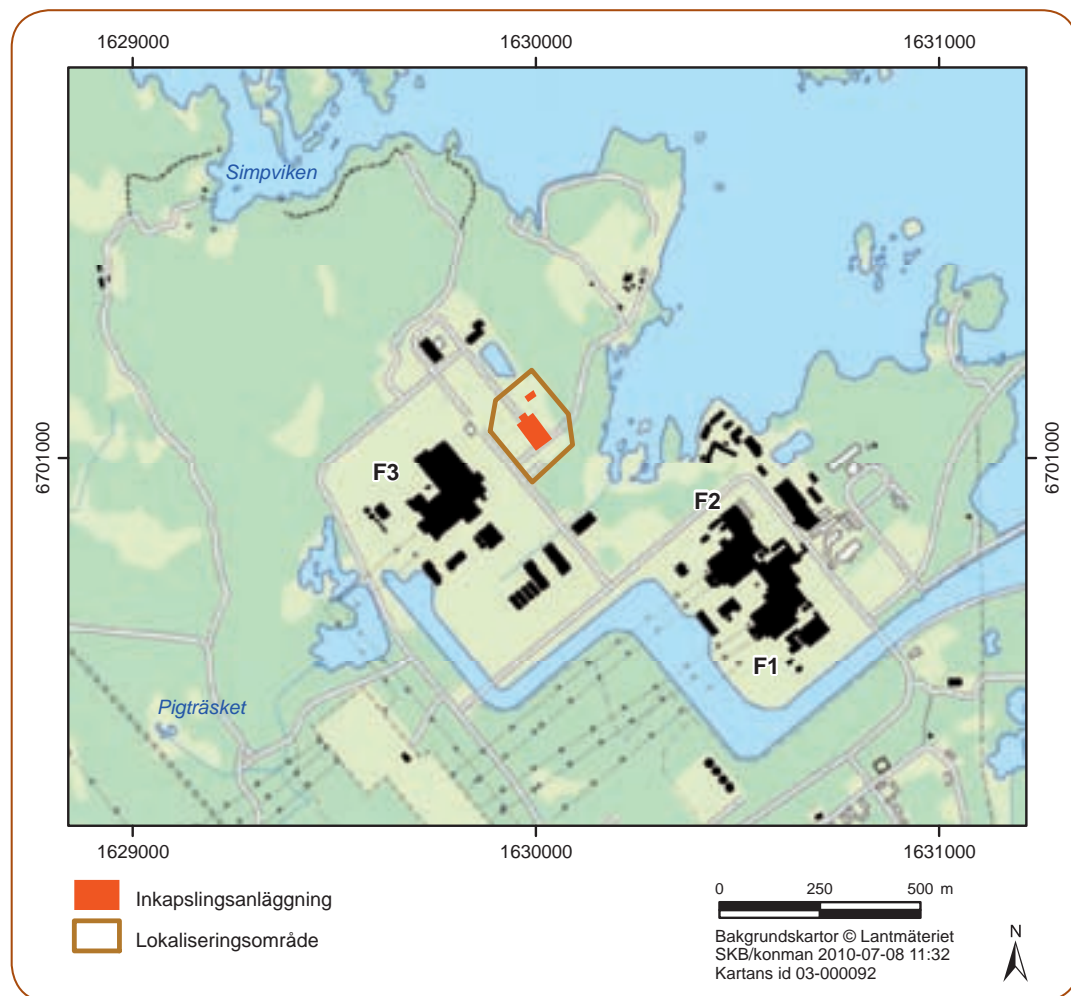 1629000 1630000 1631000
Simpviken
6701000 6701000
F3
F2
F1
Pigträsket
1629000 1630000 1631000
Inkapslingsanläggning
Lokaliseringsområde
0 250 500 m
Bakgrundskartor © Lantmäteriet
SKB/konman 2010-07-08 11:32
Kartans id 03-000092
N